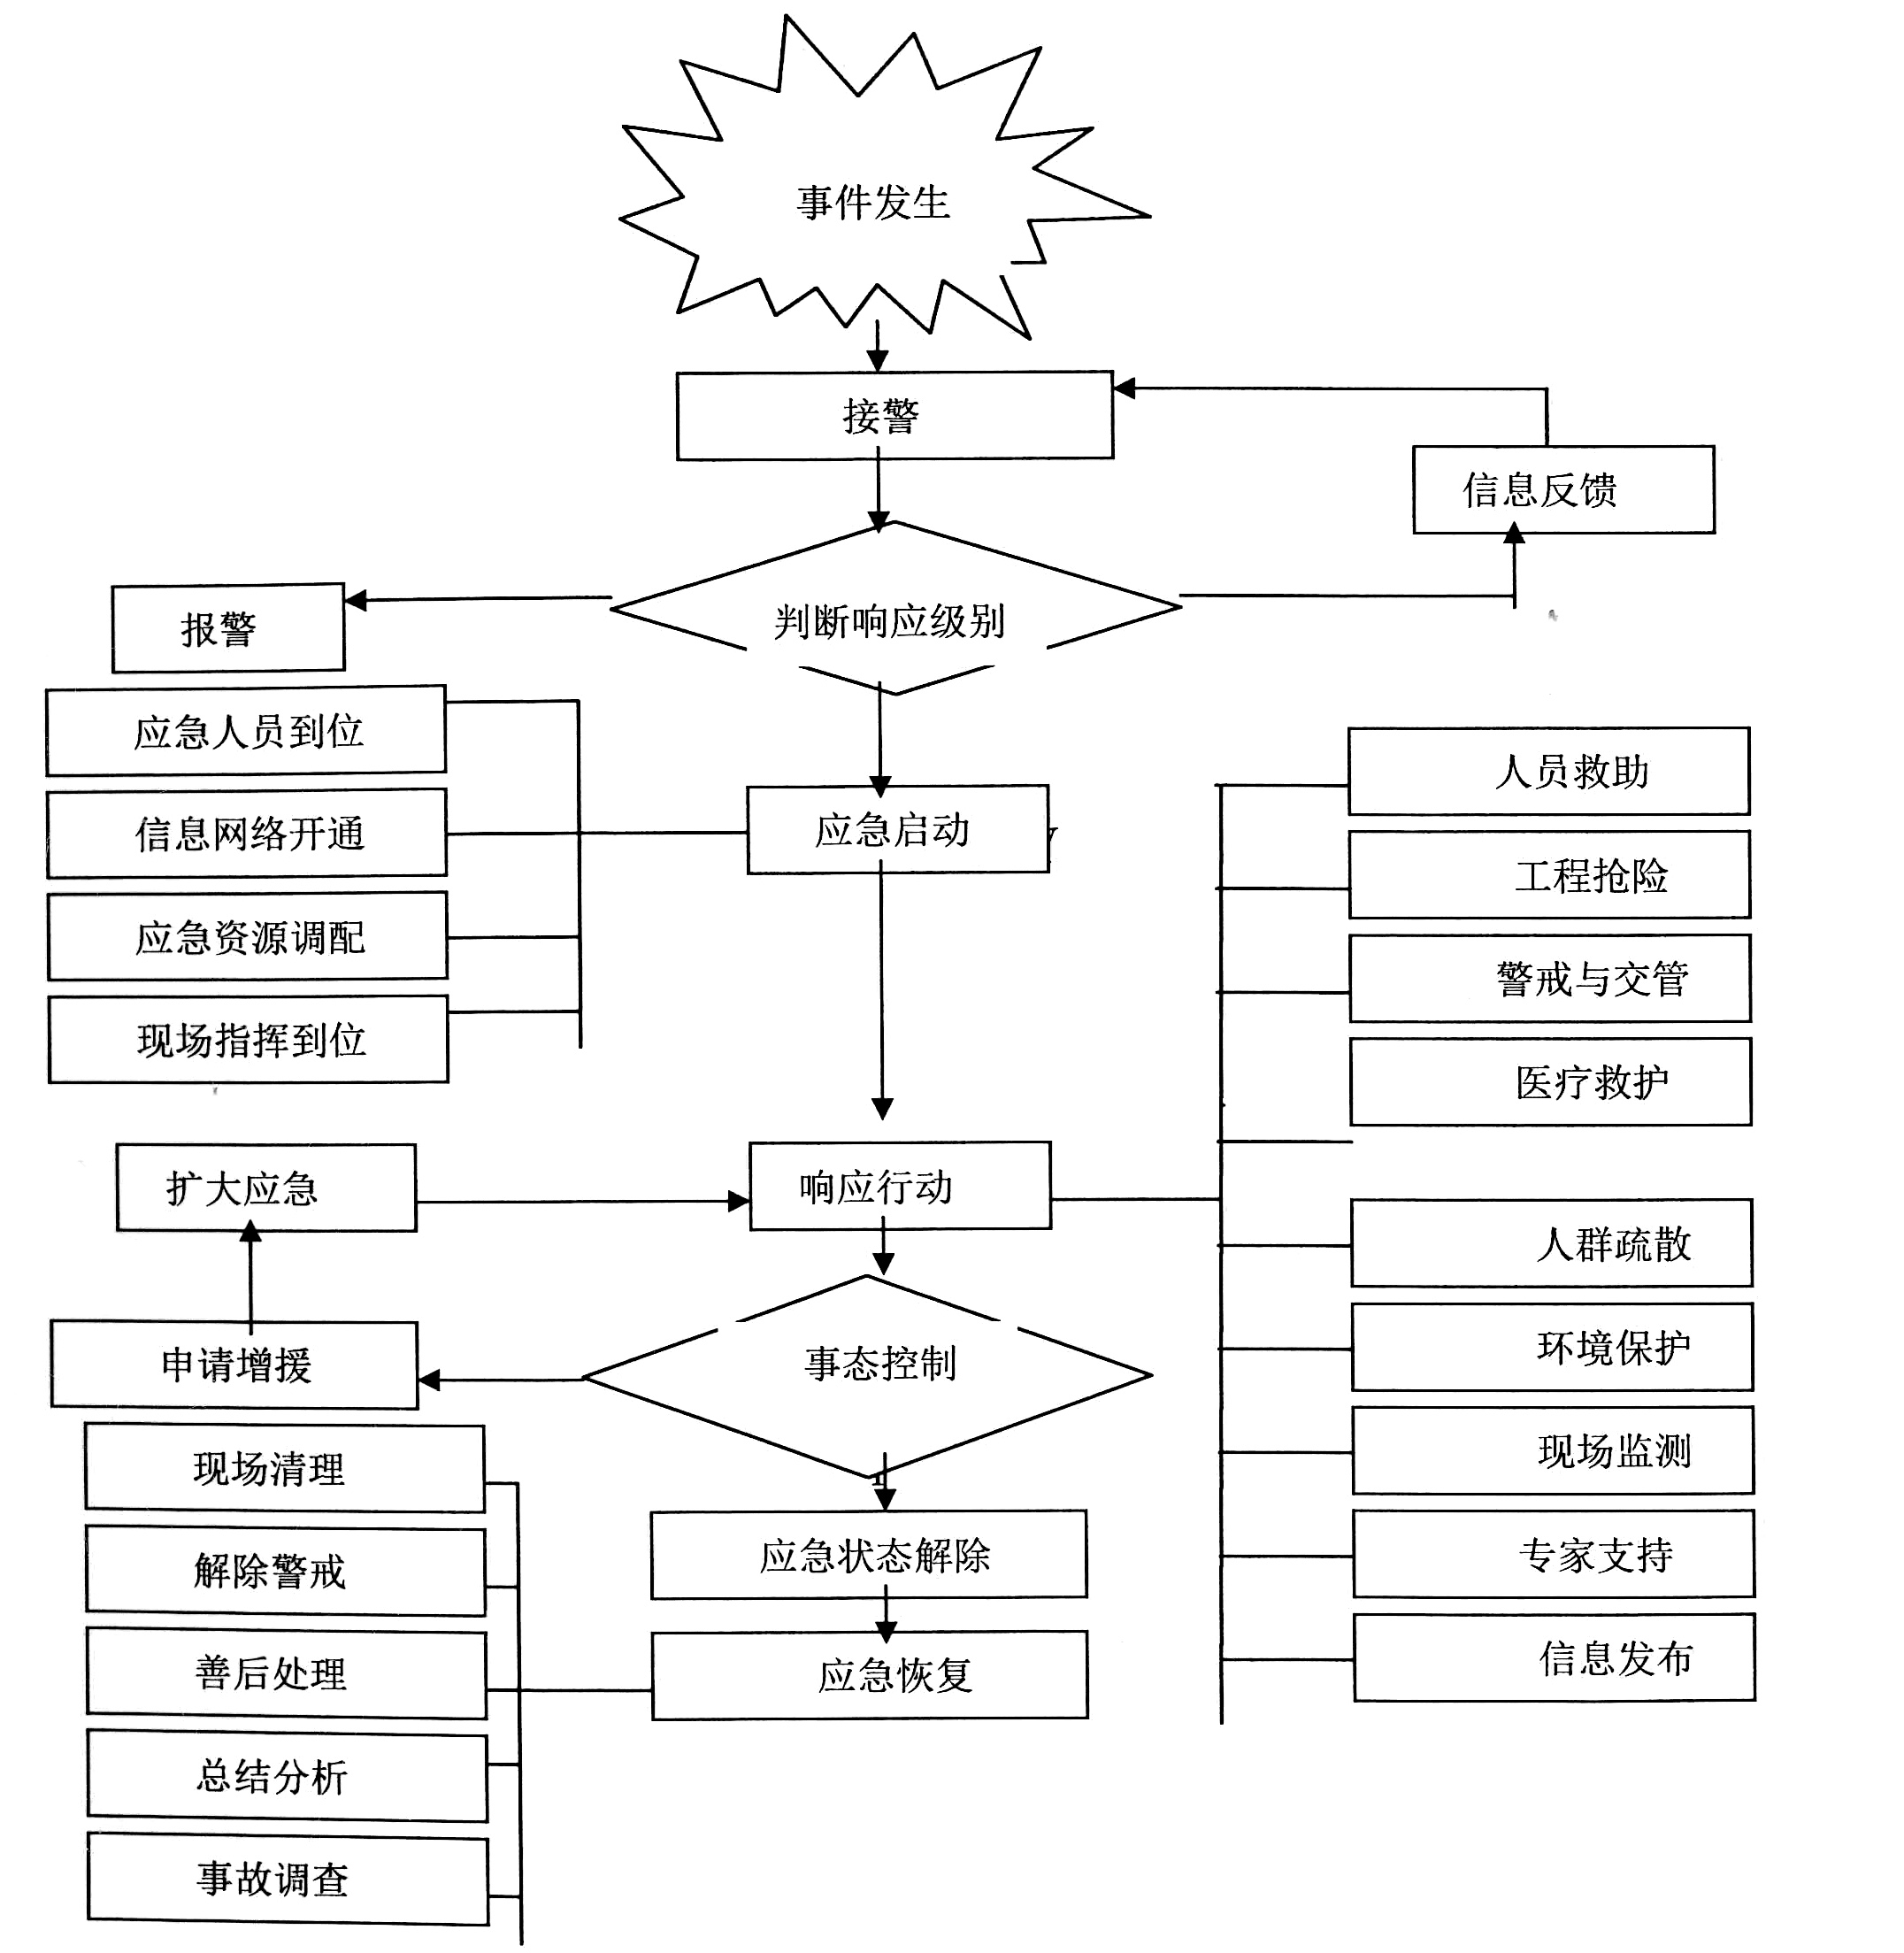 事件发生
接警
信息反馈
报警
判断响应级别
应急人员到位
信息网络开通
应急资源调配
现场指挥到位
应急启动
人员救助
工程抢险
警戒与交管
医疗救护
扩大应急
响应行动
人群疏散
环境保护
现场监测
专家支持
信息发布
申请增援
事态控制
现场清理
解除警戒
善后处理
总结分析
事故调查
应急状态解除
应急恢复